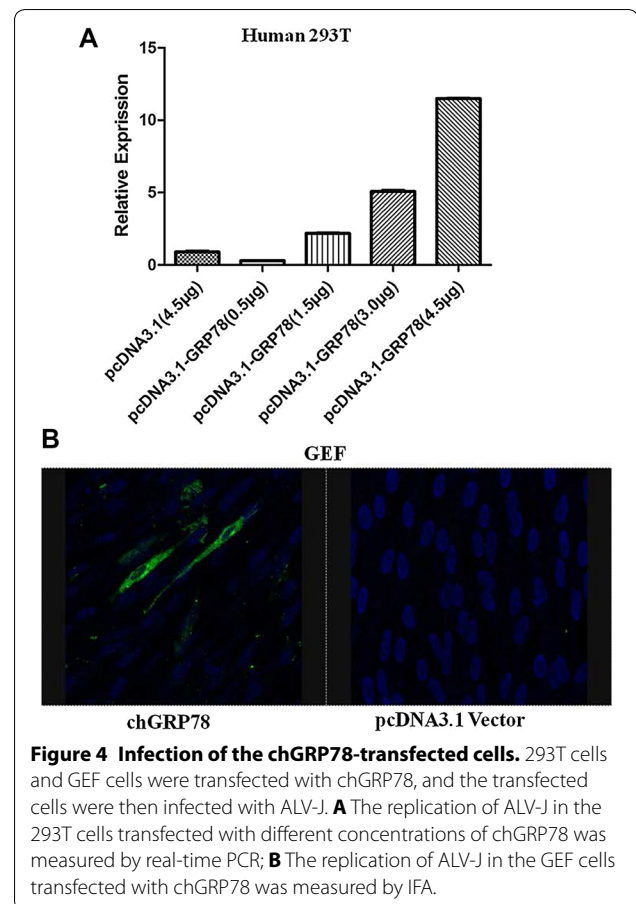 A
Human 293T
Relative Exprission
15
10
5
0
pcDNA3.1(4.5µg)
pcDNA3.1-GRP78(0.5µg)
pcDNA3.1-GRP78(1.5µg)
pcDNA3.1-GRP78(3.0µg)
pcDNA3.1-GRP78(4.5µg)
B
GEF
chGRP78
pcDNA3.1 Vector
Figure 4 Infection of the chGRP78-transfected cells. 293T cells
and GEF cells were transfected with chGRP78, and the transfected
cells were then infected with ALV-J. A The replication of ALV-J in the
293T cells transfected with different concentrations of chGRP78 was
measured by real-time PCR; B The replication of ALV-J in the GEF cells
transfected with chGRP78 was measured by IFA.